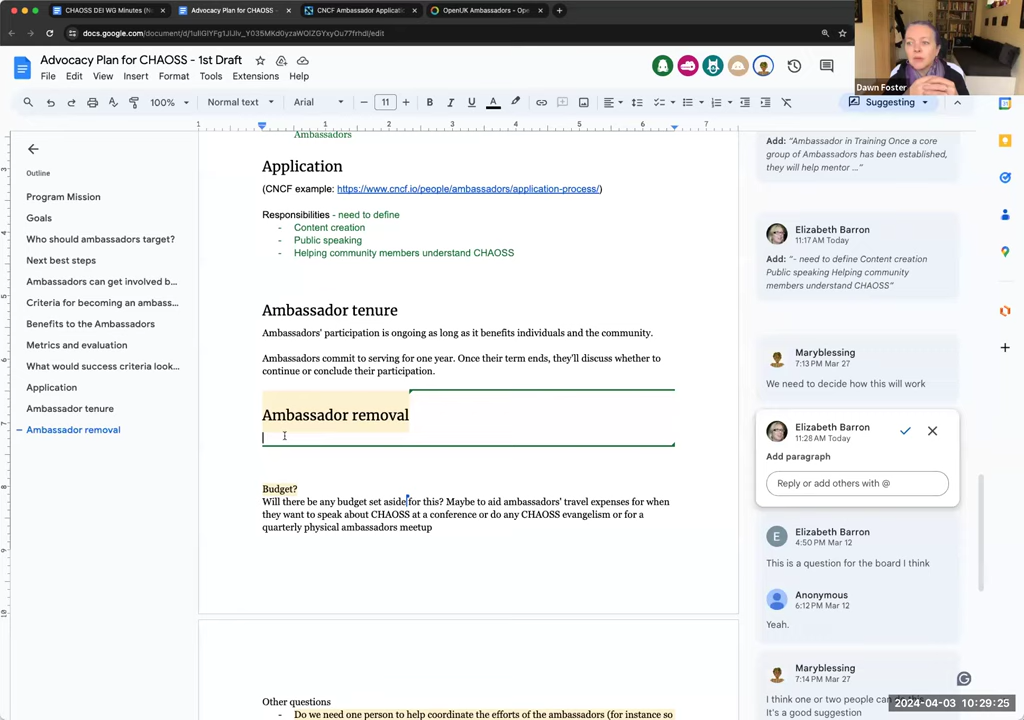 CHAOSS DEI WG Minutes (N
Advocacy Plan for CHAOSS -
CNCF Ambassador Applicatio
OpenUK Ambassadors - Ope
docs.google.com/document/d/
Advocacy Plan for CHAOSS - 1st Draft
File Edit View Insert Format Tools Extensions Help
Dawn Foster
100% Normal text Arial 11 Suggesting
1 1 2 3 4 5 6 7
Outline
Program Mission
Goals
Who should ambassadors target?
Next best steps
Ambassadors can get involved b...
Criteria for becoming an ambass...
Benefits to the Ambassadors
Metrics and evaluation
What would success criteria look...
Application
Ambassador tenure
Ambassador removal
Ambassadors
Application
(CNCF example: https://www.cncf.io/people/ambassadors/application-process/)
Responsibilities - need to define
- Content creation
- Public speaking
- Helping community members understand CHAOSS
Ambassador tenure
Ambassadors' participation is ongoing as long as it benefits individuals and the community.
Ambassadors commit to serving for one year. Once their term ends, they'll discuss whether to
continue or conclude their participation.
Ambassador removal
Budget?
Will there be any budget set aside for this? Maybe to aid ambassadors' travel expenses for when
they want to speak about CHAOSS at a conference or do any CHAOSS evangelism or for a
quarterly physical ambassadors meetup
Other questions
- Do we need one person to help coordinate the efforts of the ambassadors (for instance so
Add: "Ambassador in Training Once a core
group of Ambassadors has been established,
they will help mentor ..."
Elizabeth Barron
11:17 AM Today
Add: "- need to define Content creation
Public speaking Helping community
members understand CHAOSS"
Maryblessing
7:13 PM Mar 27
We need to decide how this will work
Elizabeth Barron
11:28 AM Today
Add paragraph
Reply or add others with @
E
Elizabeth Barron
4:50 PM Mar 12
This is a question for the board I think
Anonymous
6:12 PM Mar 12
Yeah.
Maryblessing
7:14 PM Mar 27
I think one or two people can
It's a good suggestion
2024-04-03 10:29:25